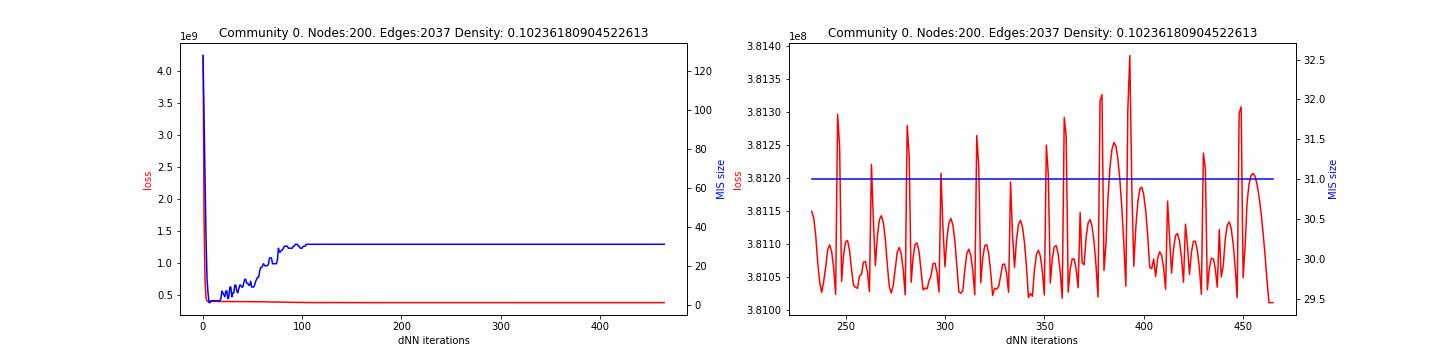 Community 0. Nodes:200. Edges:2037 Density: 0.10236180904522613
1e9
4.0
3.5
3.0
2.5
2.0
1.5
1.0
0.5
loss
0 100 200 300 400
dNN iterations
120
100
80
60
40
20
0
MIS size
Community 0. Nodes:200. Edges:2037 Density: 0.10236180904522613
1e8
3.8140
3.8135
3.8130
3.8125
3.8120
3.8115
3.8110
3.8105
3.8100
loss
250 300 350 400 450
dNN iterations
32.5
32.0
31.5
31.0
30.5
30.0
29.5
MIS size